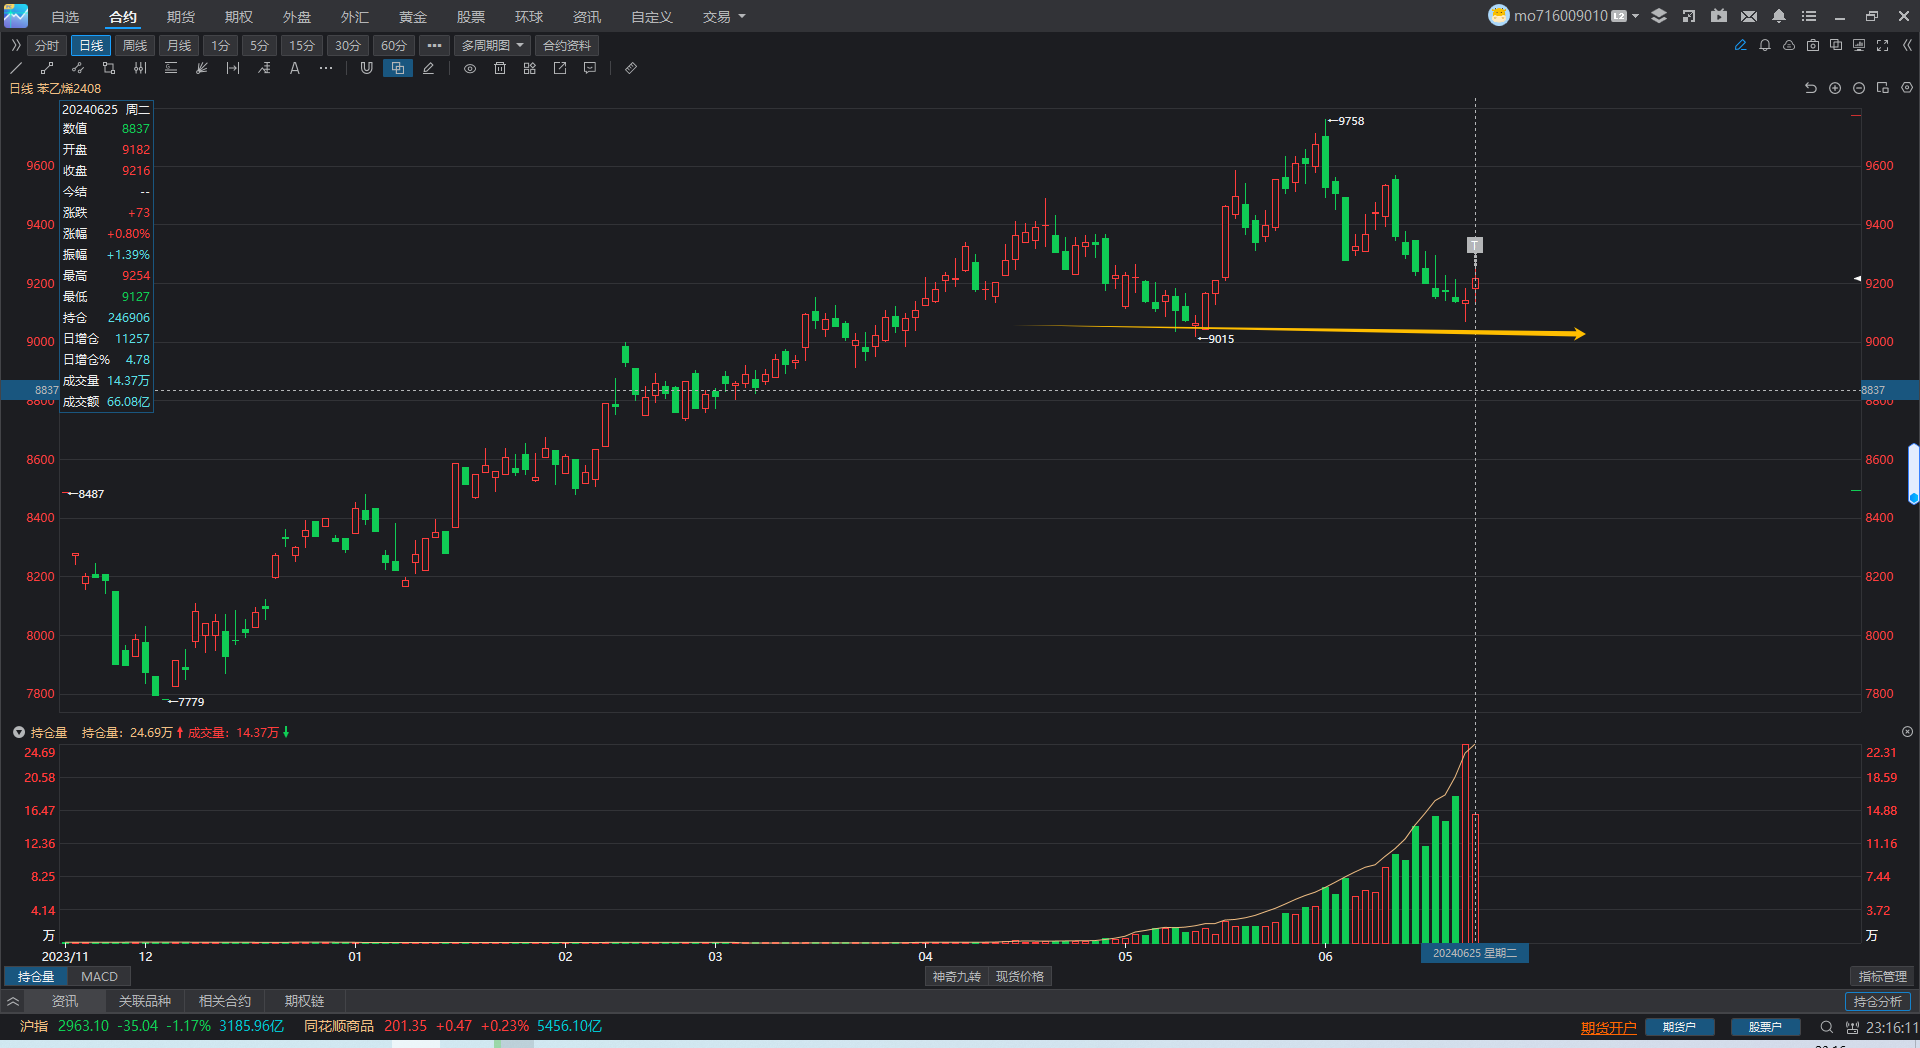 自选 合约 期货 期权 外盘 外汇 黄金 股票 环球 资讯 自定义 交易 mo716009010 L2
分时 日线 周线 月线 1分 5分 15分 30分 60分 多周期图 合约资料
日线 苯乙烯2408
20240625 周二
数值 8837
开盘 9182
收盘 9216
今结 --
涨跌 +73
涨幅 +0.80%
振幅 +1.39%
最高 9254
最低 9127
持仓 246906
日增仓 11257
日增仓% 4.78
成交量 14.37万
成交额 66.08亿
9600 9600
9400 9400
9200 9200
9000 9000
8837 8837
8800 8800
8600 8600
8400 8400
8200 8200
8000 8000
7800 7800
←9758
T
←9015
←8487
←7779
持仓量 持仓量: 24.69万 成交量: 14.37万
24.69 22.31
20.58 18.59
16.47 14.88
12.36 11.16
8.25 7.44
4.14 3.72
万 万
2023/11 12 01 02 03 04 05 06 20240625 星期二
持仓量 MACD 神奇九转 现货价格 指标管理
资讯 关联品种 相关合约 期权链 持仓分析
沪指 2963.10 -35.04 -1.17% 3185.96亿 同花顺商品 201.35 +0.47 +0.23% 5456.10亿 期货开户 期货户 股票户 23:16:11